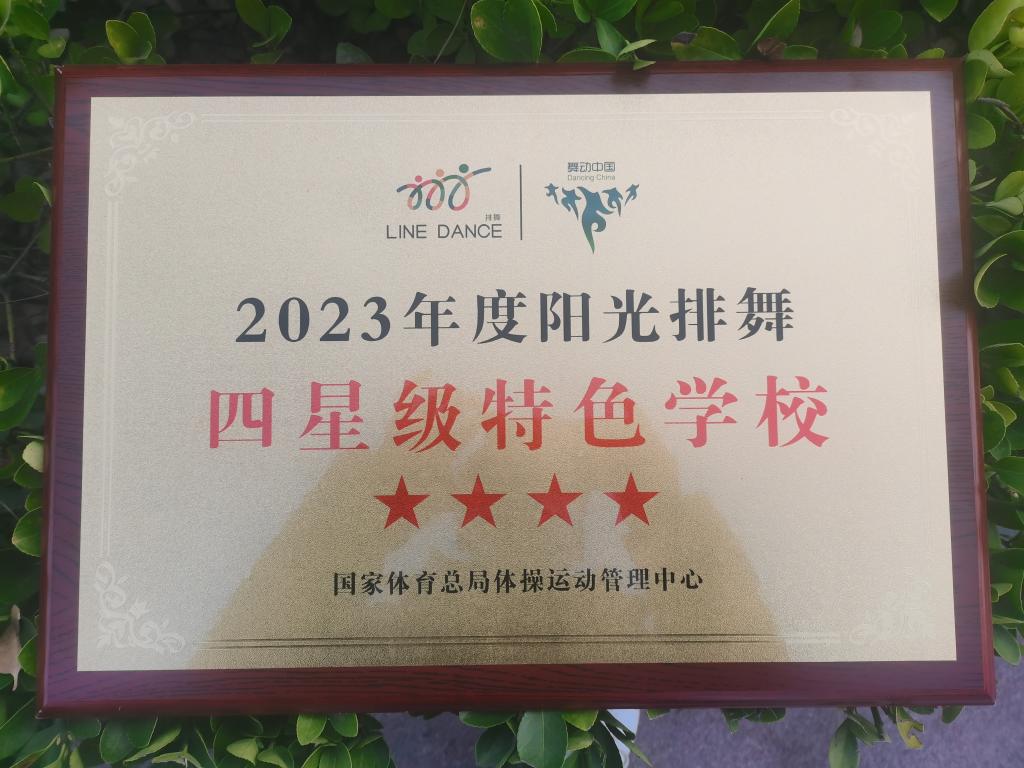 舞动中国
Dancing China
排舞
LINE DANCE
2023年度阳光排舞
四星级特色学校
国家体育总局体操运动管理中心